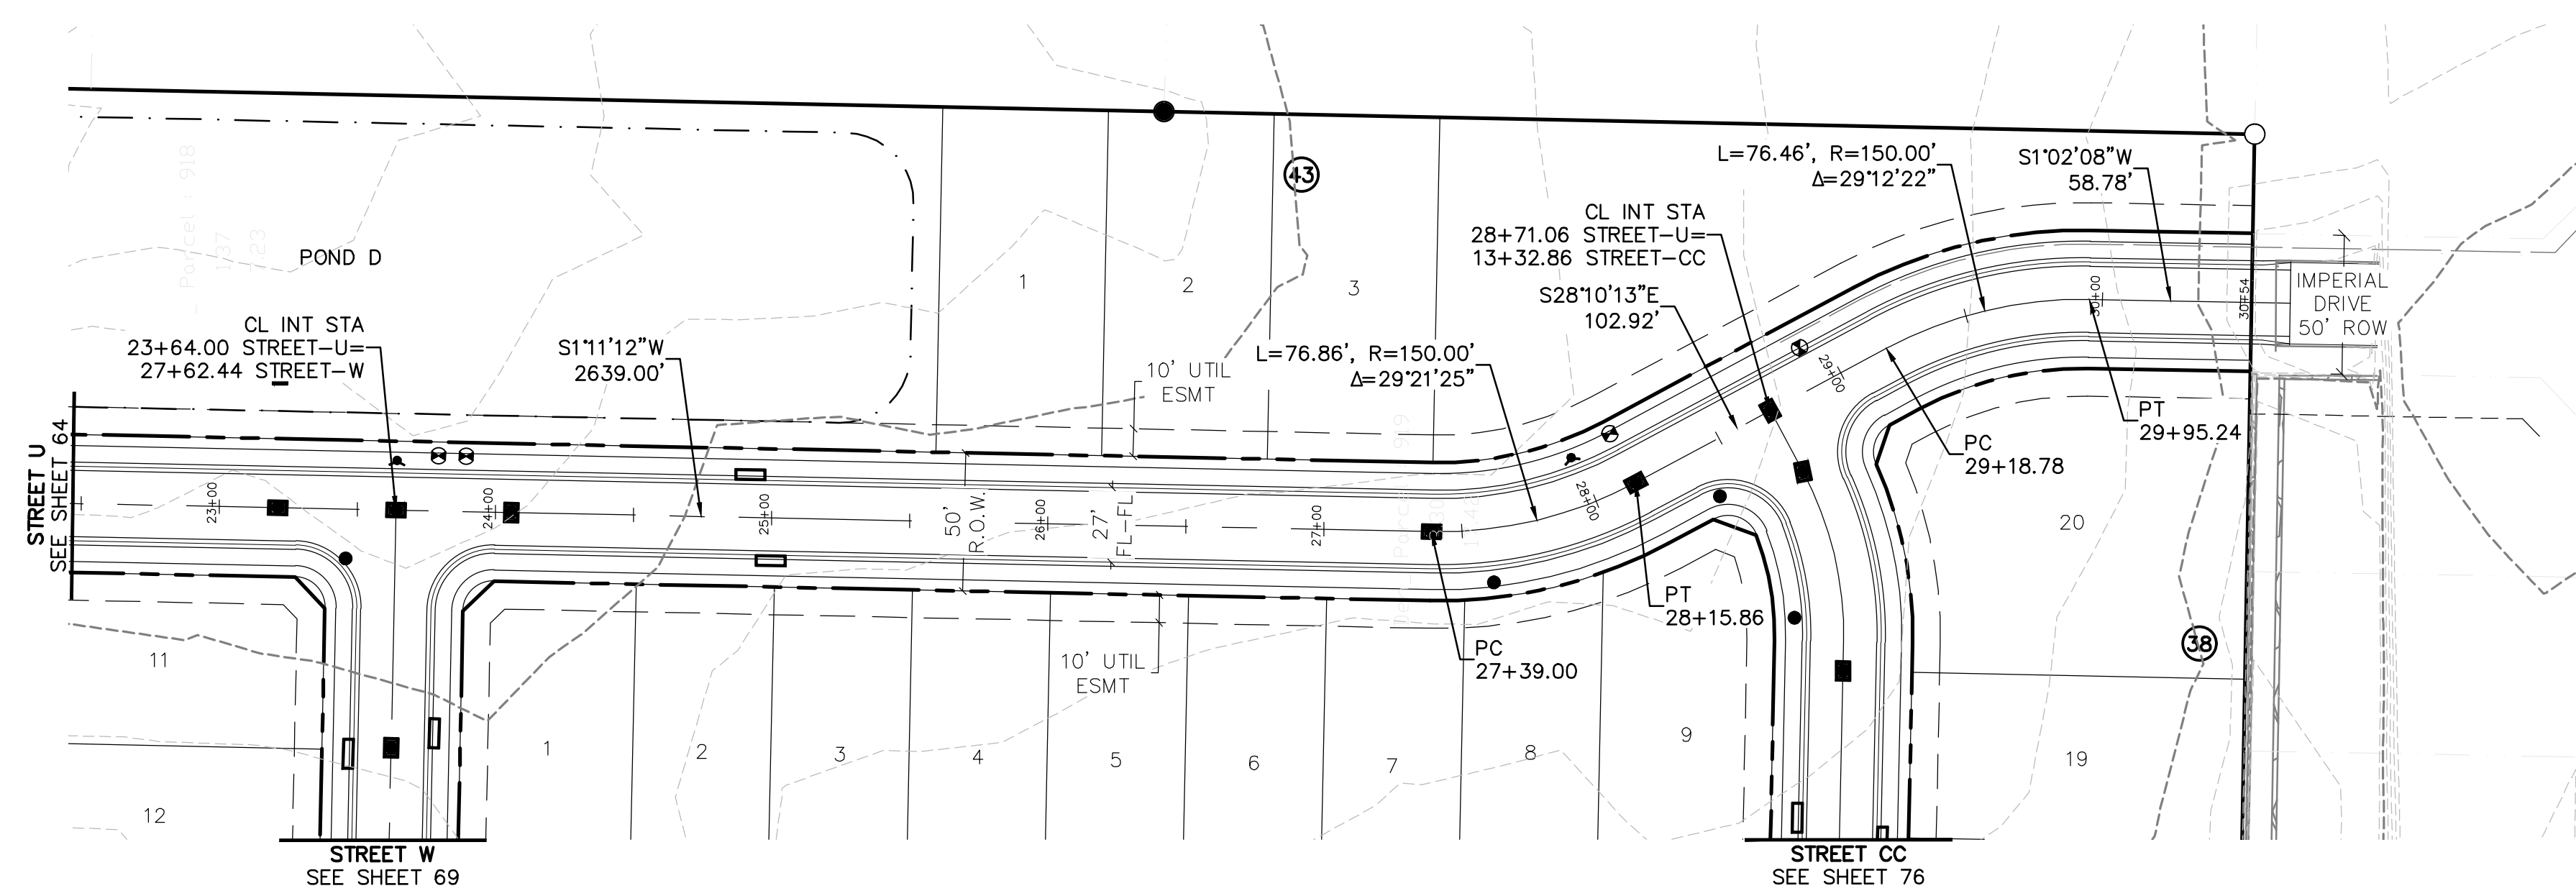 43
L=76.46', R=150.00'
Δ=29°12'22"
S1°02'08"W
58.78'
CL INT STA
28+71.06 STREET-U=
13+32.86 STREET-CC
S28°10'13"E
102.92'
IMPERIAL
DRIVE
50' ROW
POND D
Parcel : 918
CL INT STA
23+64.00 STREET-U=
27+62.44 STREET-W
S1°11'12"W
2639.00'
10' UTIL
ESMT
L=76.86', R=150.00'
Δ=29°21'25"
1
2
3
PT
29+95.24
PC
29+18.78
STREET U
SEE SHEET 64
23+00
24+00
25+00
26+00
27+00
28+00
29+00
30+00
30+54
50'
R.O.W.
27'
FL-FL
PT
28+15.86
PC
27+39.00
10' UTIL
ESMT
20
38
11
12
1
2
3
4
5
6
7
8
9
19
STREET W
SEE SHEET 69
STREET CC
SEE SHEET 76